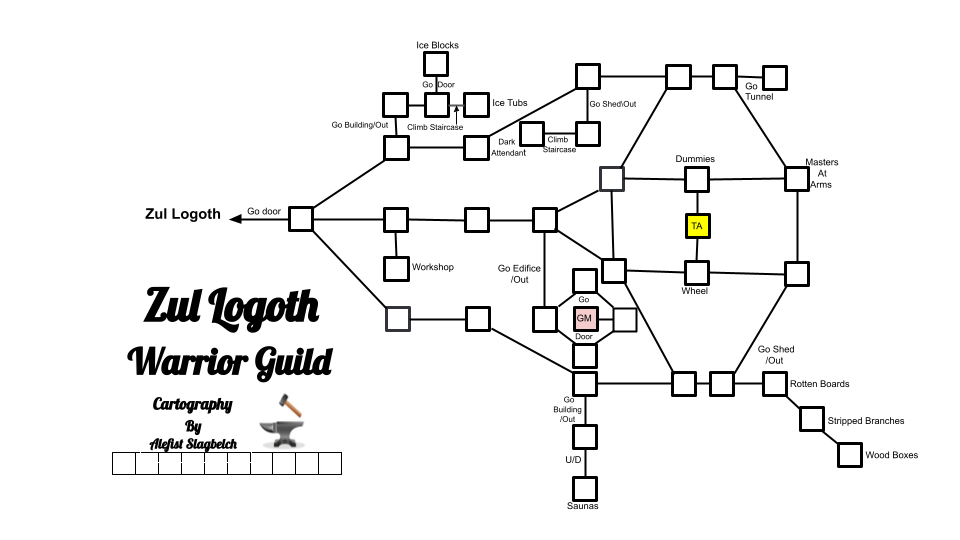 Ice Blocks
Go Door
Ice Tubs
Go Building/Out
Climb Staircase
Go Shed\Out
Go
Tunnel
Dark
Attendant
Climb
Staircase
Dummies
Masters
At
Arms
Zul Logoth
Go door
TA
Workshop
Go Edifice
/Out
Wheel
Go
GM
Door
Zul Logoth
Warrior Guild
Cartography
By
Alefist Slagbelch
Go Shed
/Out
Rotten Boards
Go
Building
/Out
Stripped Branches
Wood Boxes
U/D
Saunas